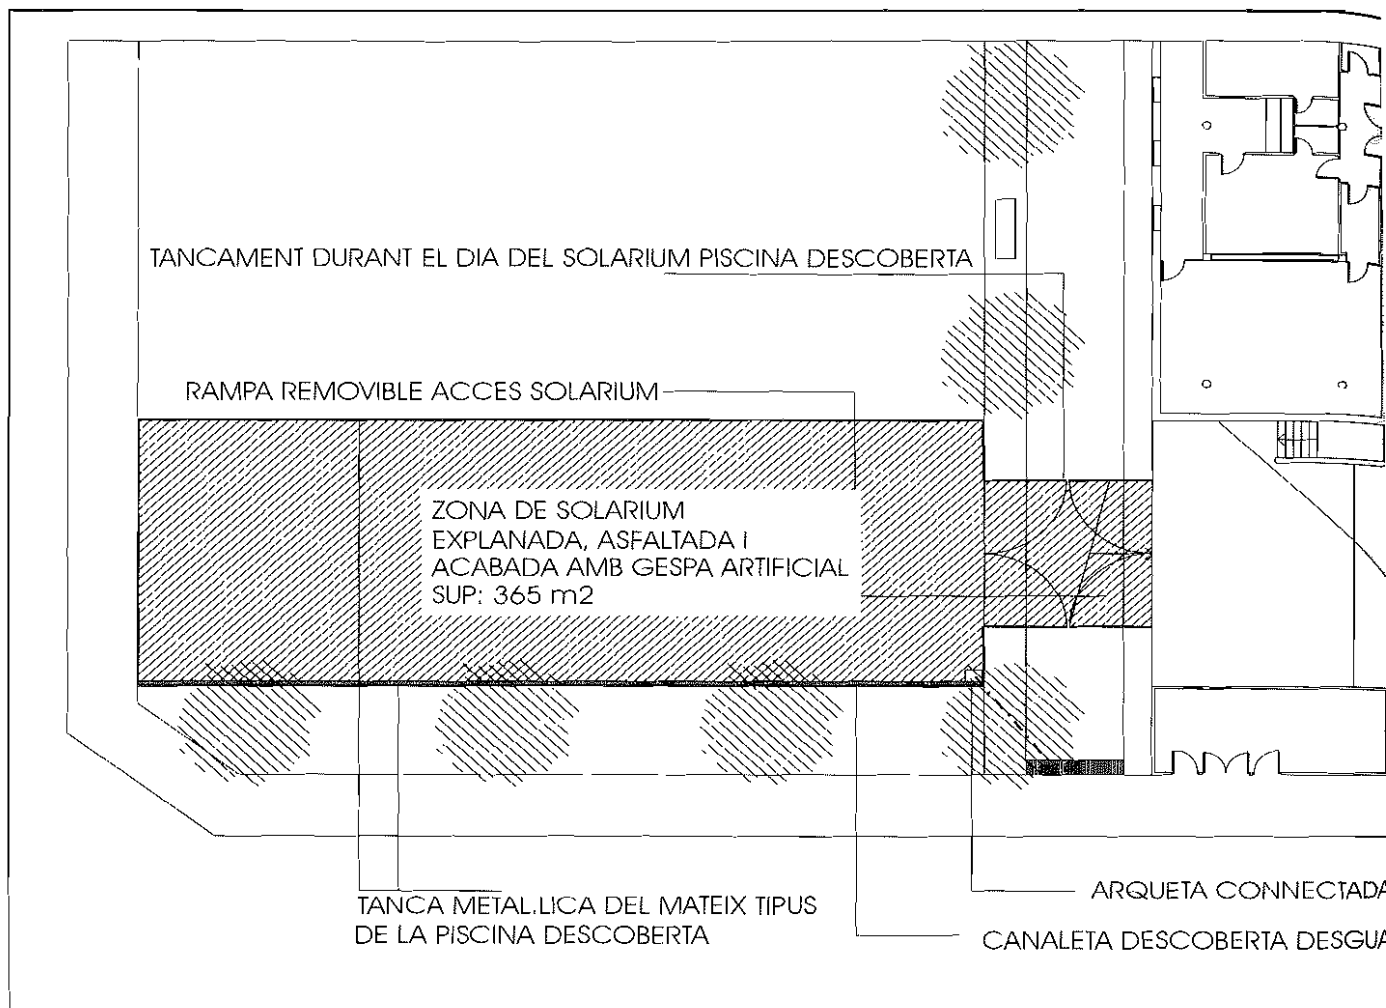 TANCAMENT DURANT EL DIA DEL SOLARIUM PISCINA DESCOBERTA
RAMPA REMOVIBLE ACCES SOLARIUM
ZONA DE SOLARIUM
EXPLANADA, ASFALTADA I
ACABADA AMB GESPA ARTIFICIAL
SUP: 365 m2
TANCA METAL.LICA DEL MATEIX TIPUS
DE LA PISCINA DESCOBERTA
ARQUETA CONNECTADA
CANALETA DESCOBERTA DESGUA